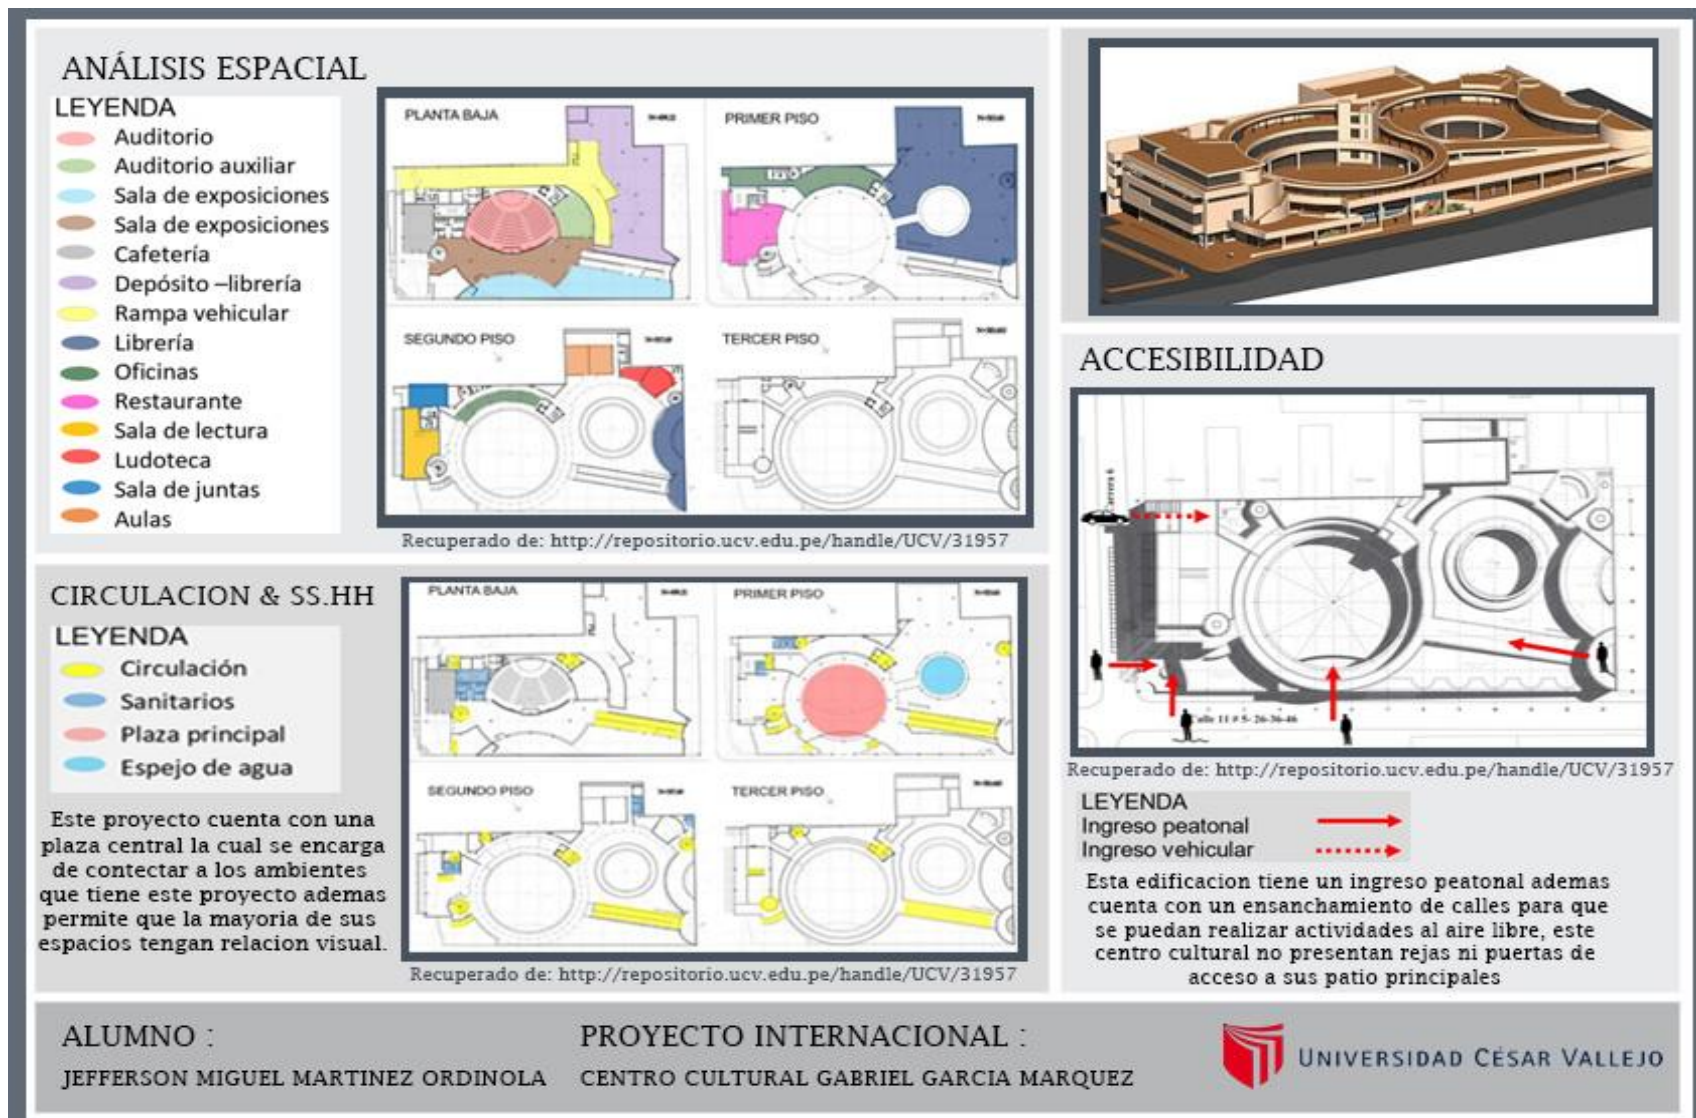 ANÁLISIS ESPACIAL
LEYENDA
Auditorio
Auditorio auxiliar
Sala de exposiciones
Sala de exposiciones
Cafetería
Depósito –librería
Rampa vehicular
Librería
Oficinas
Restaurante
Sala de lectura
Ludoteca
Sala de juntas
Aulas
PLANTA BAJA
PRIMER PISO
SEGUNDO PISO
TERCER PISO
Recuperado de: http://repositorio.ucv.edu.pe/handle/UCV/31957
CIRCULACION & SS.HH
LEYENDA
Circulación
Sanitarios
Plaza principal
Espejo de agua
Este proyecto cuenta con una
plaza central la cual se encarga
de contectar a los ambientes
que tiene este proyecto ademas
permite que la mayoria de sus
espacios tengan relacion visual.
PLANTA BAJA
PRIMER PISO
SEGUNDO PISO
TERCER PISO
Recuperado de: http://repositorio.ucv.edu.pe/handle/UCV/31957
ACCESIBILIDAD
Carrera 6
Calle 11 # 5- 26-36-46
Recuperado de: http://repositorio.ucv.edu.pe/handle/UCV/31957
LEYENDA
Ingreso peatonal
Ingreso vehicular
Esta edificacion tiene un ingreso peatonal ademas
cuenta con un ensanchamiento de calles para que
se puedan realizar actividades al aire libre, este
centro cultural no presentan rejas ni puertas de
acceso a sus patio principales
ALUMNO :
JEFFERSON MIGUEL MARTINEZ ORDINOLA
PROYECTO INTERNACIONAL :
CENTRO CULTURAL GABRIEL GARCIA MARQUEZ
UNIVERSIDAD CÉSAR VALLEJO